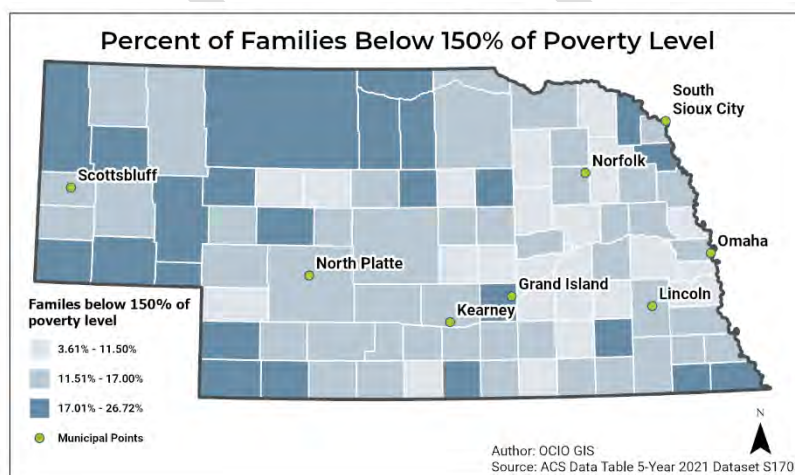 Percent of Families Below 150% of Poverty Level
South
Sioux City
Norfolk
Scottsbluff
Omaha
North Platte
Grand Island
Lincoln
Kearney
Familes below 150% of
poverty level
3.61% - 11.50%
11.51% - 17.00%
17.01% - 26.72%
Municipal Points
N
Author: OCIO GIS
Source: ACS Data Table 5-Year 2021 Dataset S170